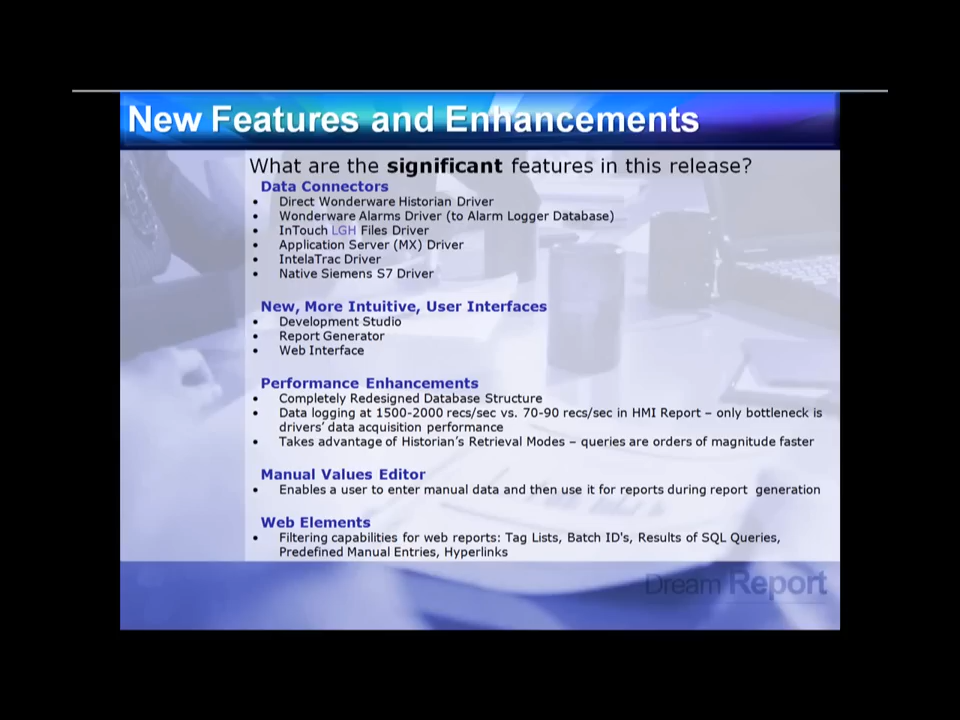 New Features and Enhancements
What are the significant features in this release?
Data Connectors
• Direct Wonderware Historian Driver
• Wonderware Alarms Driver (to Alarm Logger Database)
• InTouch LGH Files Driver
• Application Server (MX) Driver
• IntelaTrac Driver
• Native Siemens S7 Driver
New, More Intuitive, User Interfaces
• Development Studio
• Report Generator
• Web Interface
Performance Enhancements
• Completely Redesigned Database Structure
• Data logging at 1500-2000 recs/sec vs. 70-90 recs/sec in HMI Report – only bottleneck is
drivers’ data acquisition performance
• Takes advantage of Historian’s Retrieval Modes – queries are orders of magnitude faster
Manual Values Editor
• Enables a user to enter manual data and then use it for reports during report generation
Web Elements
• Filtering capabilities for web reports: Tag Lists, Batch ID's, Results of SQL Queries,
Predefined Manual Entries, Hyperlinks
Dream Report